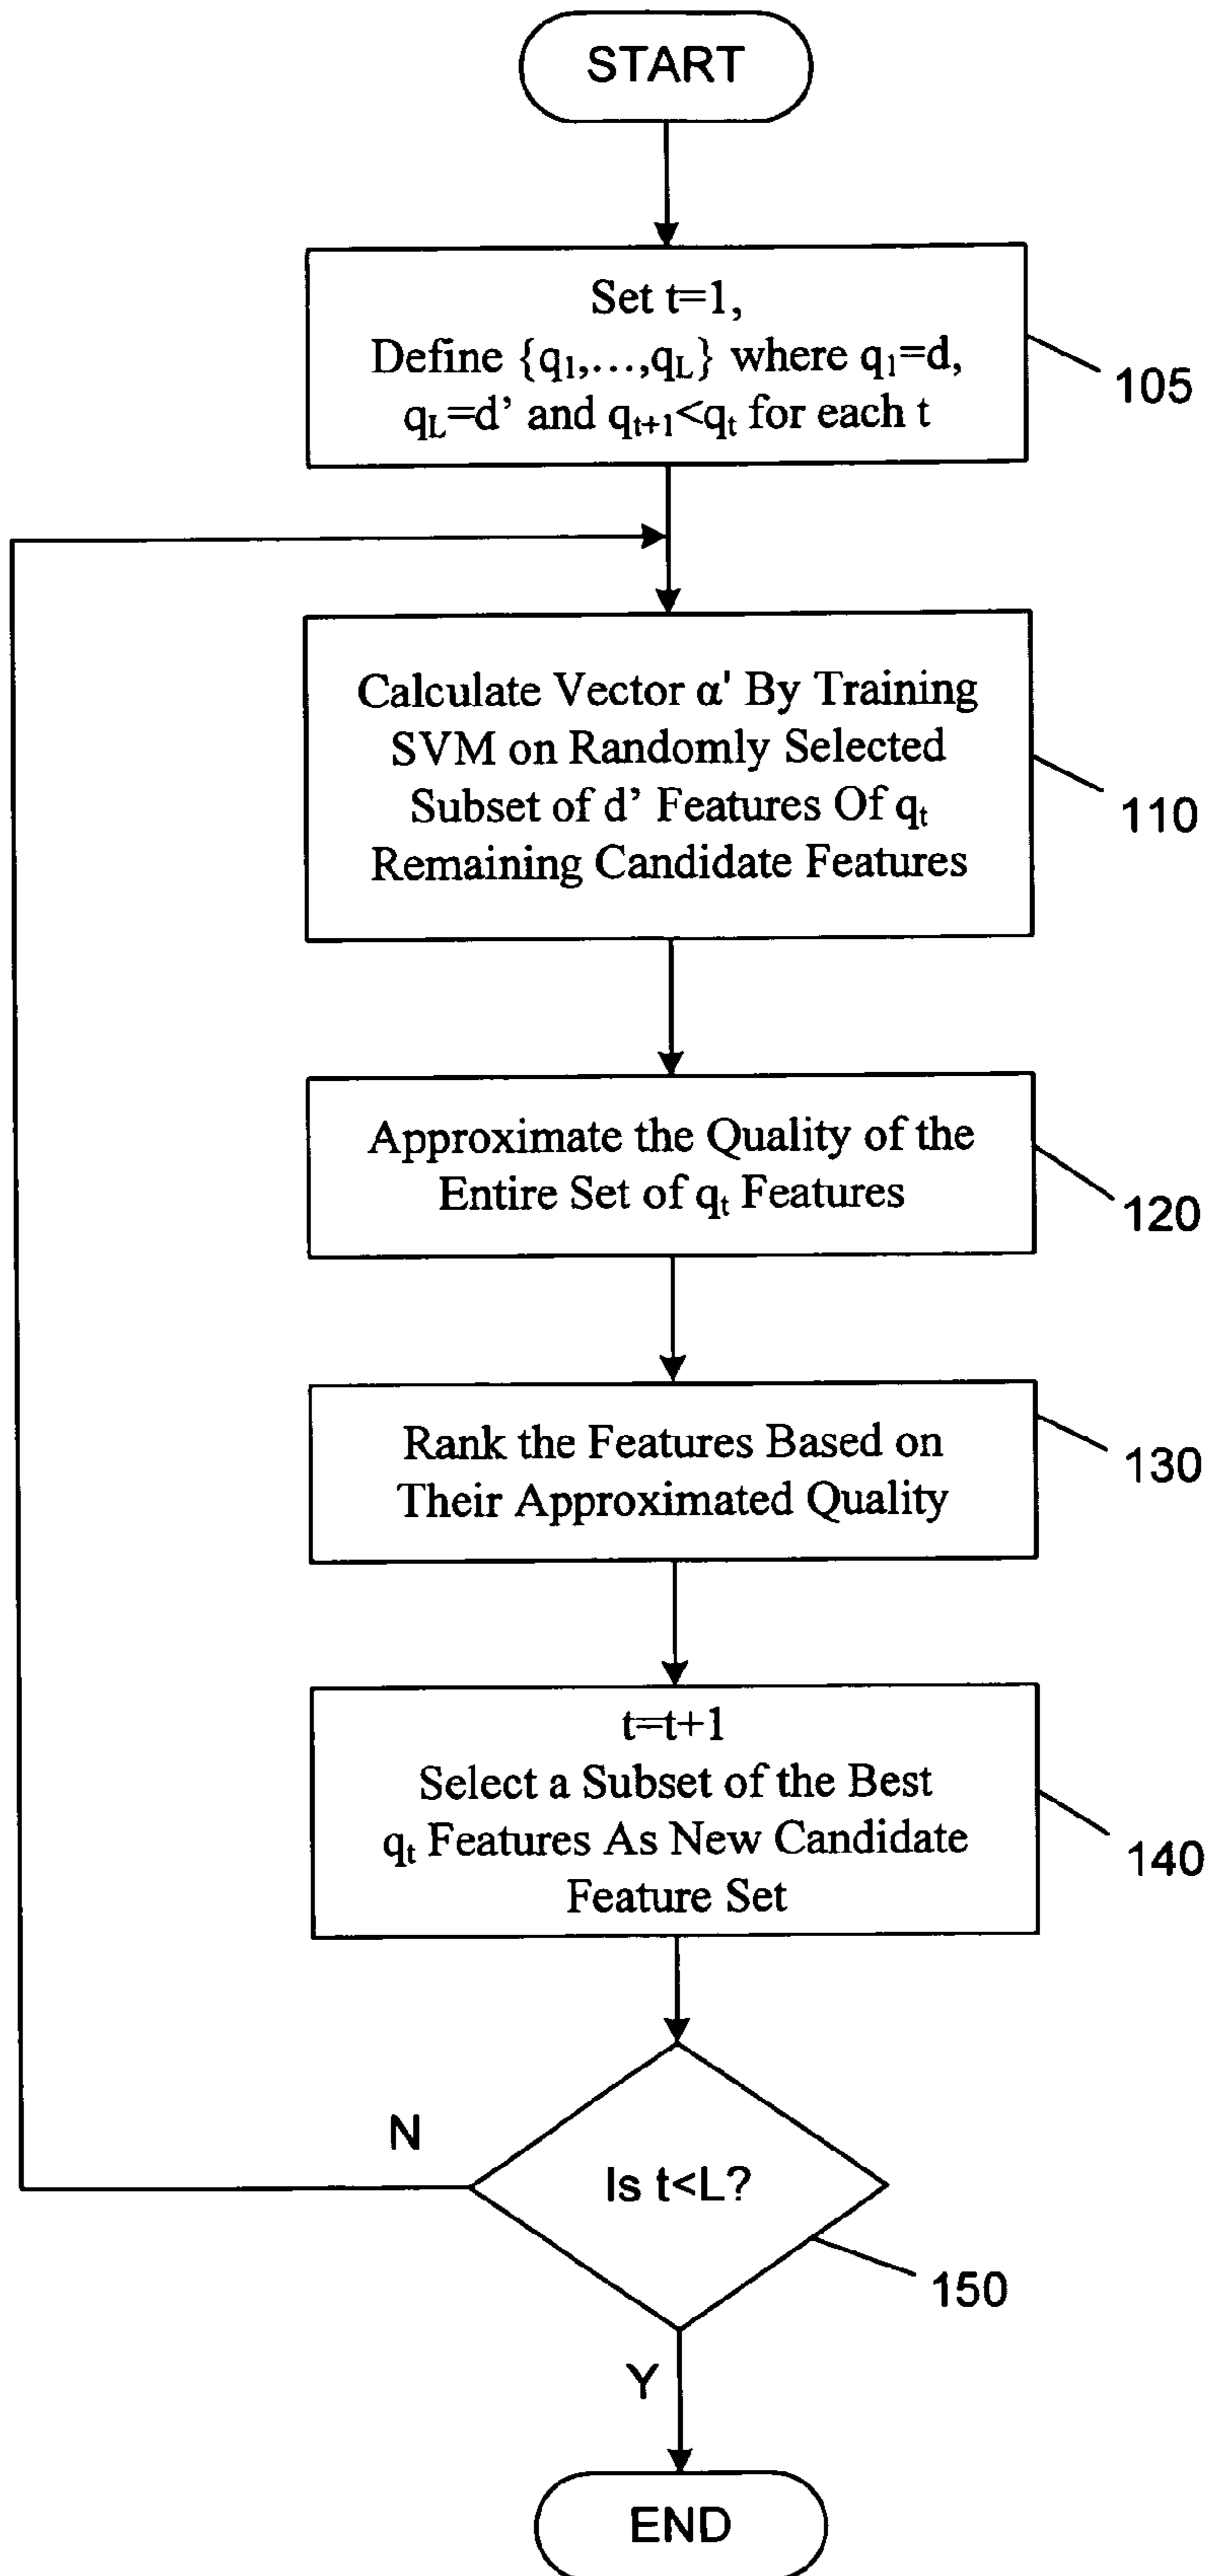 START
Set t=1,
Define {q₁,...,q_L} where q₁=d,
q_L=d’ and qₜ₊₁<qₜ for each t
105
Calculate Vector α' By Training
SVM on Randomly Selected
Subset of d’ Features Of qₜ
Remaining Candidate Features
110
Approximate the Quality of the
Entire Set of qₜ Features
120
Rank the Features Based on
Their Approximated Quality
130
t=t+1
Select a Subset of the Best
qₜ Features As New Candidate
Feature Set
140
N
Is t<L?
150
Y
END